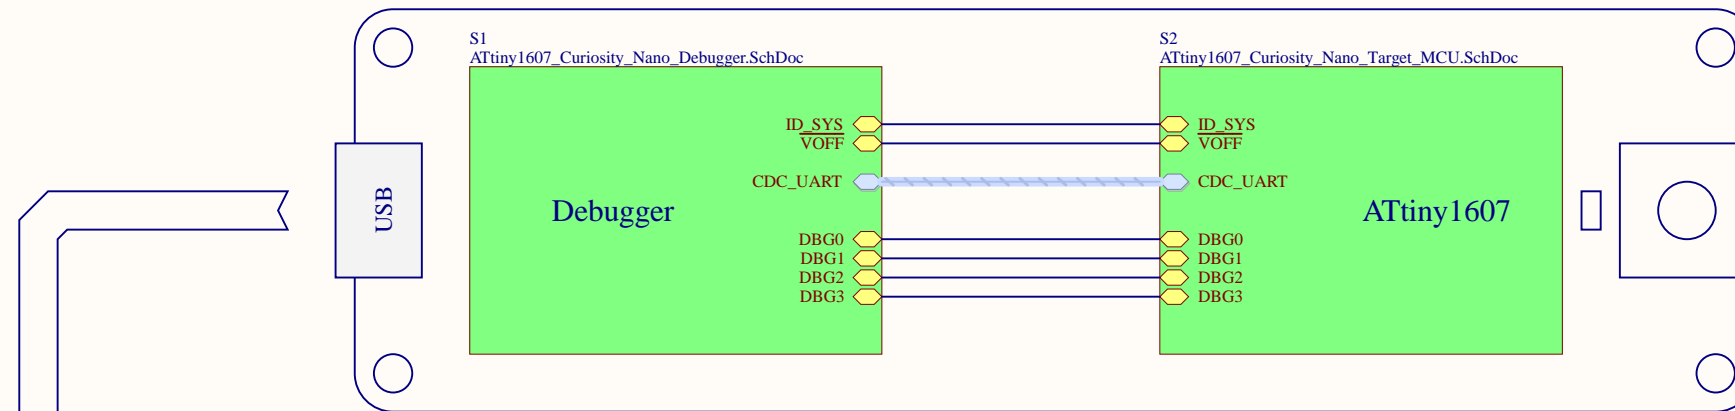 S1
ATtiny1607_Curiosity_Nano_Debugger.SchDoc
ID_SYS
VOFF
CDC_UART
Debugger
DBG0
DBG1
DBG2
DBG3
USB
S2
ATtiny1607_Curiosity_Nano_Target_MCU.SchDoc
ID_SYS
VOFF
CDC_UART
ATtiny1607
DBG0
DBG1
DBG2
DBG3